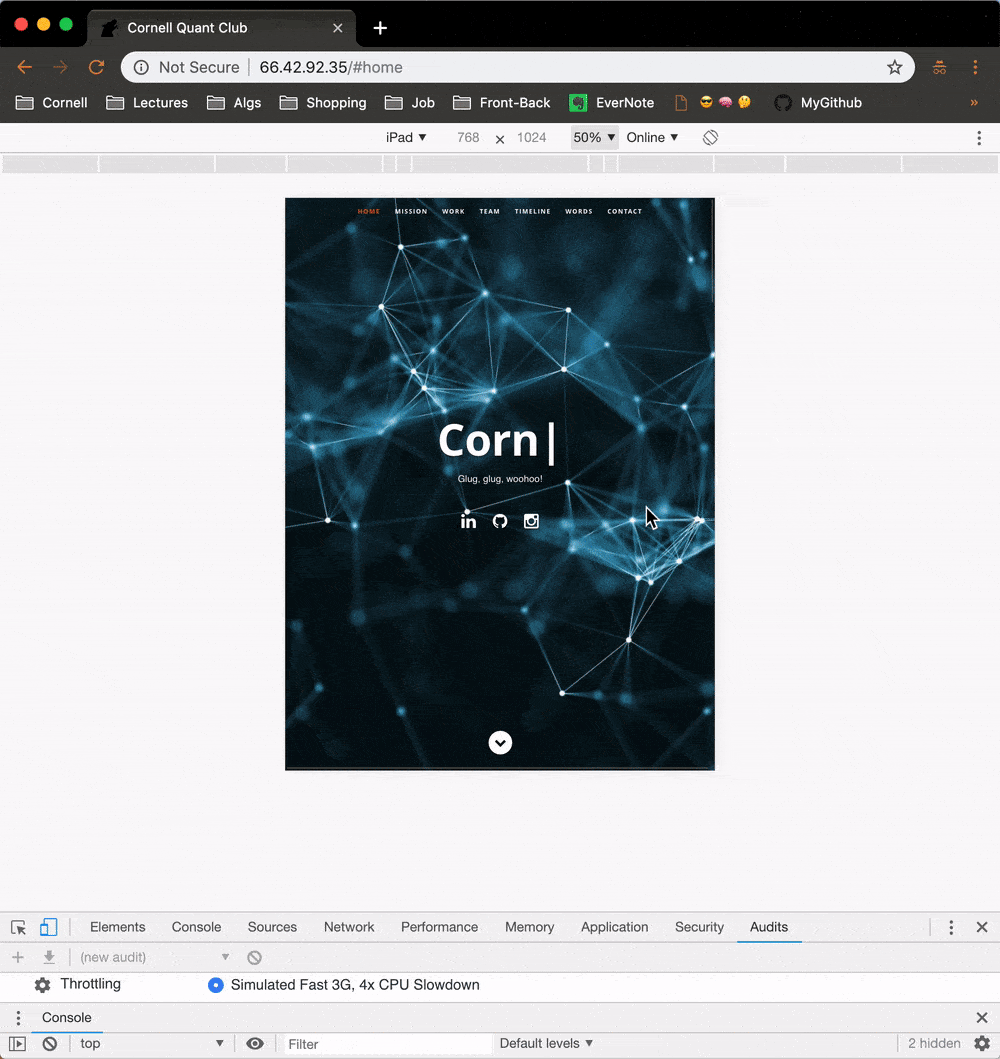 Cornell Quant Club
Not Secure 66.42.92.35/#home
Cornell Lectures Algs Shopping Job Front-Back EverNote 😎 🧠 🤔 MyGithub »
iPad ▼ 768 × 1024 50% ▼ Online ▼
HOME MISSION WORK TEAM TIMELINE WORDS CONTACT
Corn|
Glug, glug, woohoo!
in
Elements Console Sources Network Performance Memory Application Security Audits
(new audit) ▼
Throttling Simulated Fast 3G, 4x CPU Slowdown
Console
top ▼ Filter Default levels ▼ 2 hidden